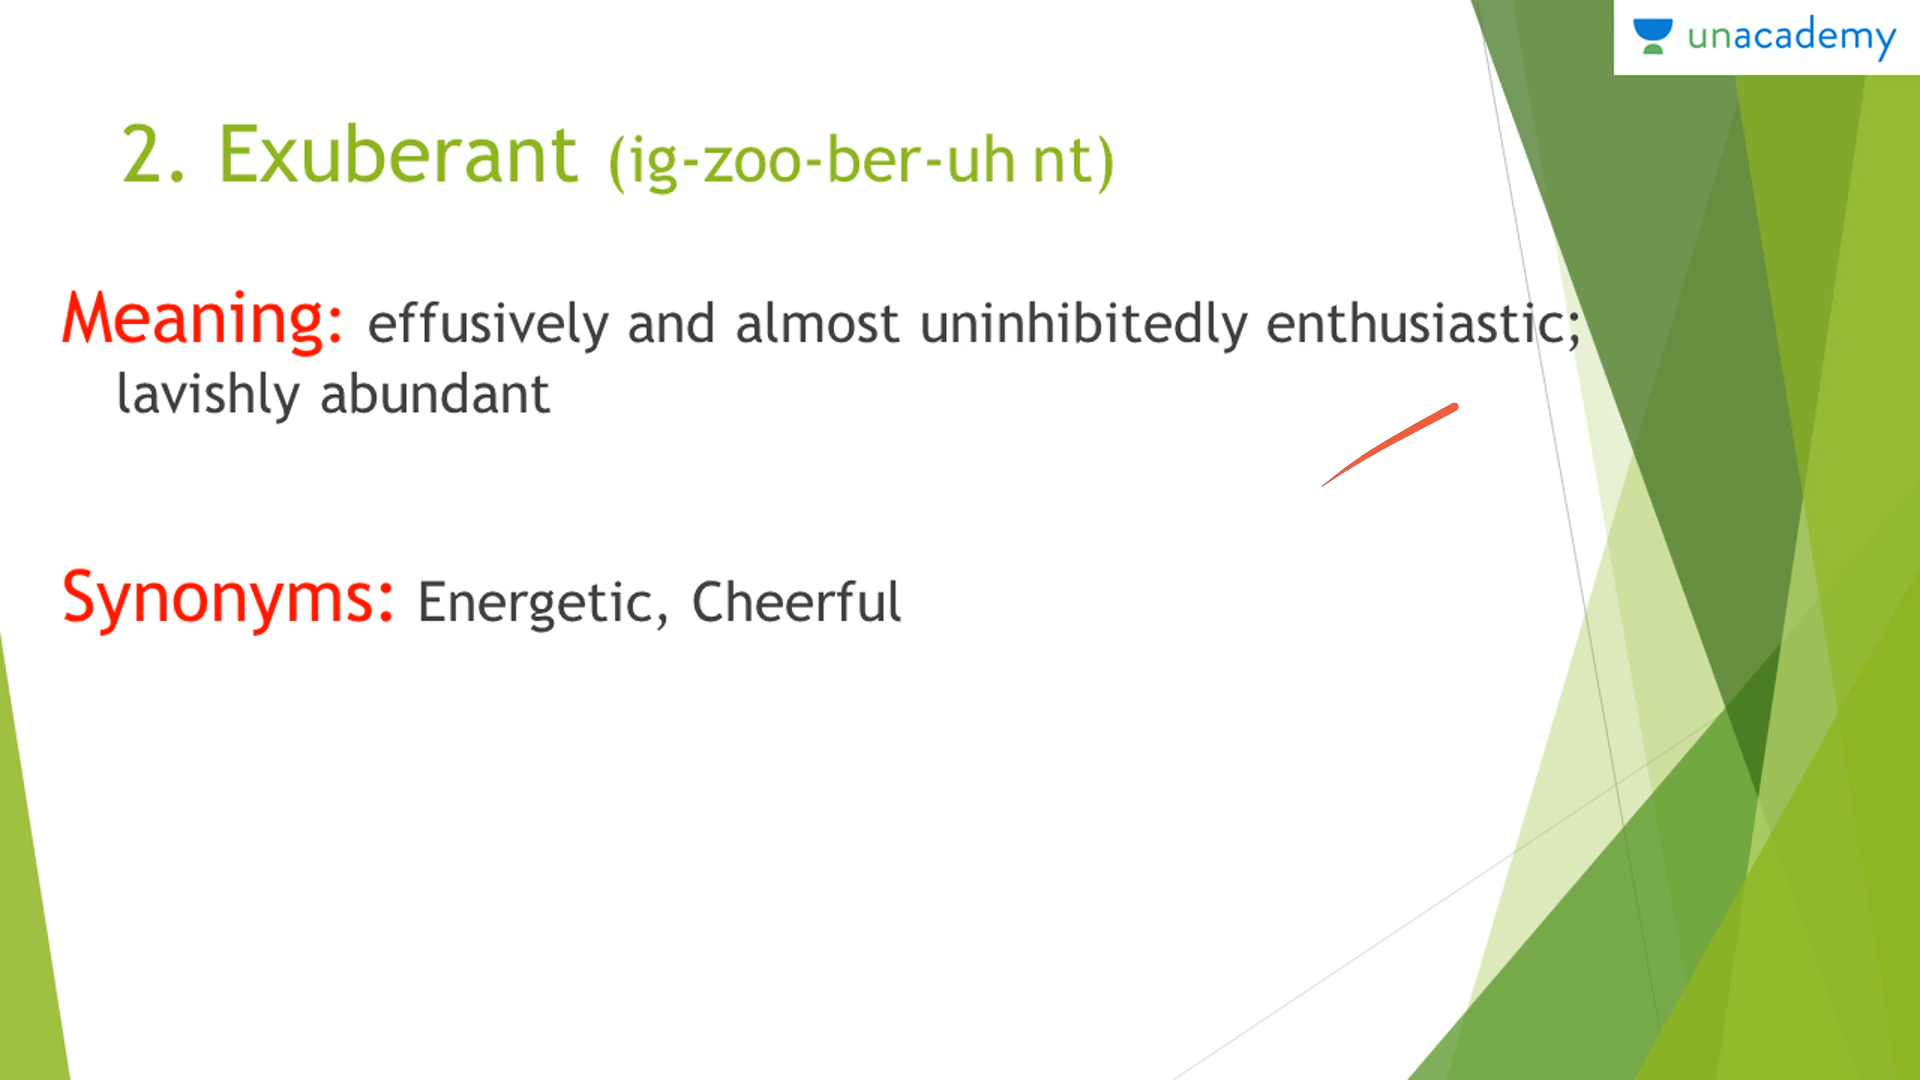 unacademy
2. Exuberant (ig-zoo-ber-uh nt)
Meaning: effusively and almost uninhibitedly enthusiastic;
lavishly abundant
Synonyms: Energetic, Cheerful